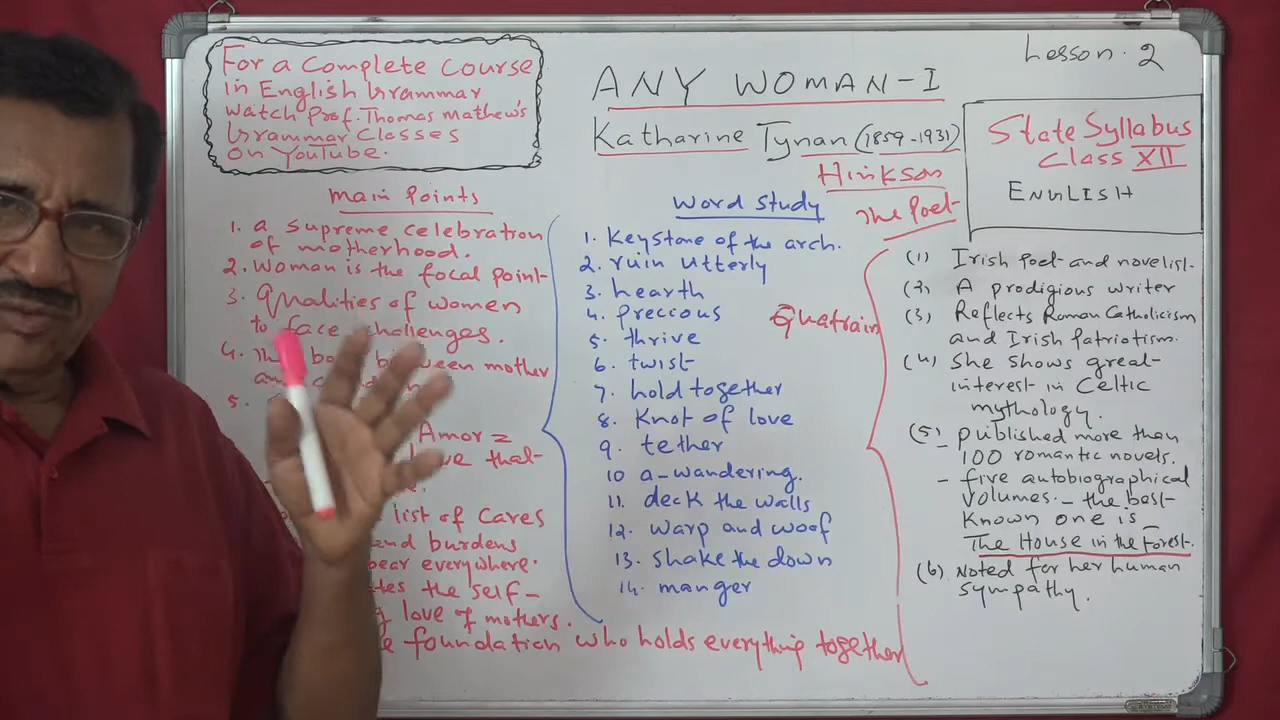 For a Complete Course
in English Grammar
watch Prof. Thomas Mathew's
Grammar Classes
on YouTube.
Lesson. 2
ANY WOMAN-I
Katharine Tynan (1859-1931)
Hinkson
The Poet
State Syllabus
Class XII
ENGLISH
Main Points
1. a supreme celebration
of motherhood.
2. Woman is the focal point
3. Qualities of women
to face challenges.
4. between mother
5.
Amor =
love that
list of cares
and burdens
bear everywhere.
the self-
love of mothers.
foundation who holds everything together
Word Study
1. Keystone of the arch.
2. ruin utterly
3. hearth
4. preccous
5. thrive
6. twist
7. hold together
8. Knot of love
9. tether
10 a-wandering.
11. deck the walls
12. warp and woof
13. shake the down
14. manger
Quatrain
(1) Irish Poet and novelist.
(2) A prodigious writer
(3) Reflects Roman Catholicism
and Irish patriotism.
(4) She shows great
interest in Celtic
mythology.
(5) published more than
- 100 romantic novels.
- five autobiographical
volumes. - the best
known one is -
The House in the Forest.
(6) Noted for her human
sympathy.